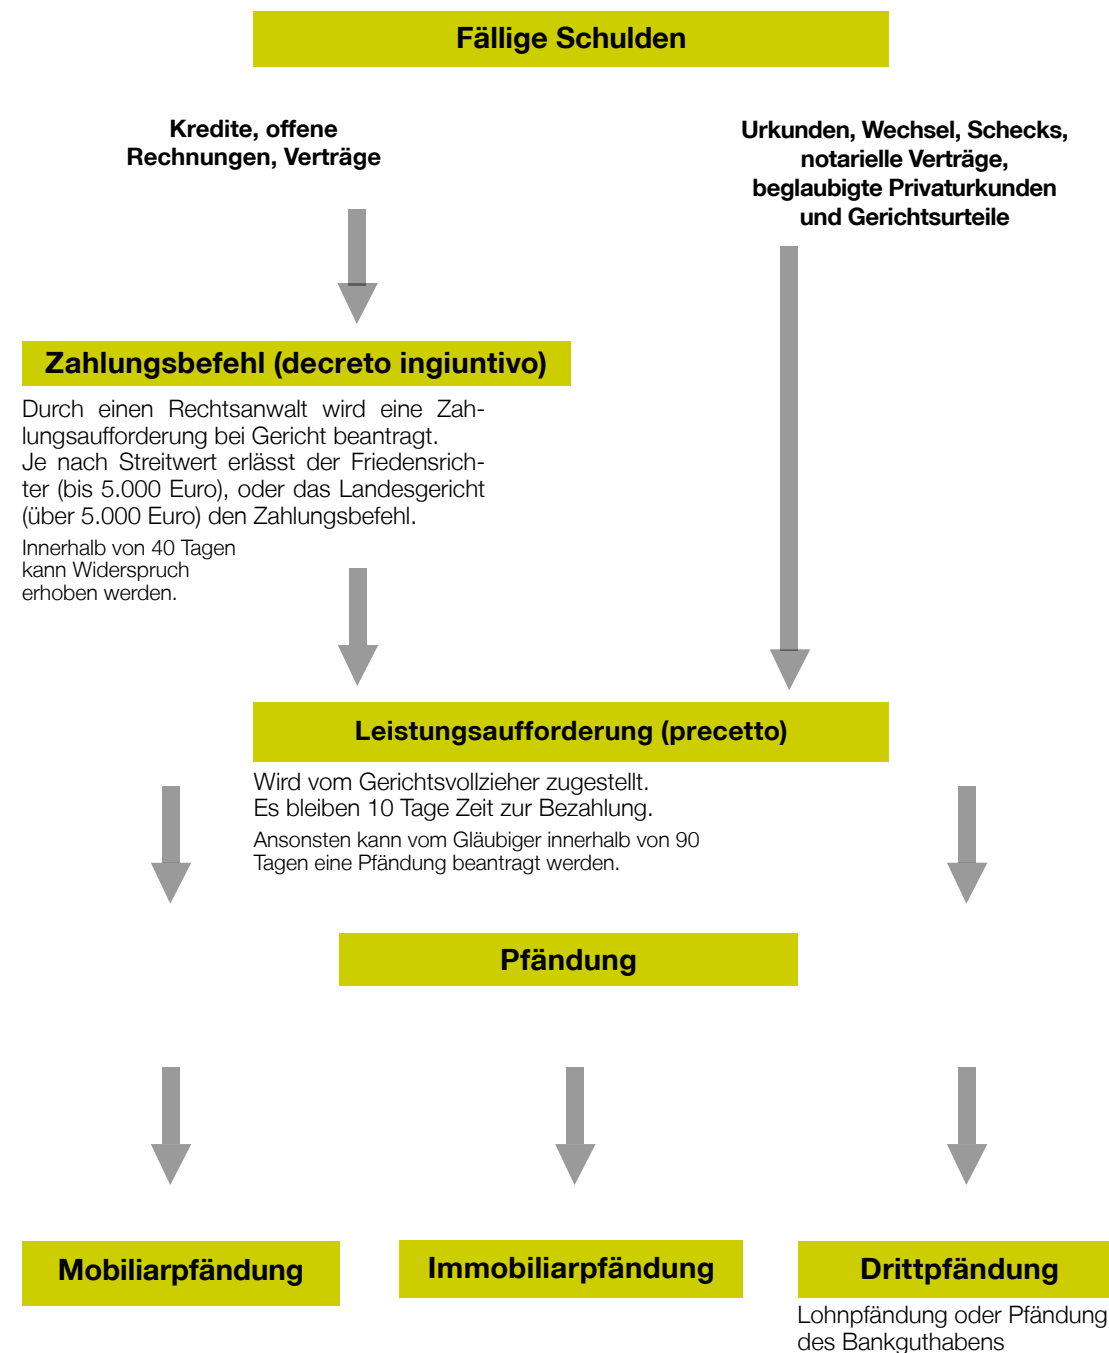 Fällige Schulden
Kredite, offene
Rechnungen, Verträge
Urkunden, Wechsel, Schecks,
notarielle Verträge,
beglaubigte Privaturkunden
und Gerichtsurteile
Zahlungsbefehl (decreto ingiuntivo)
Durch einen Rechtsanwalt wird eine Zah-
lungsaufforderung bei Gericht beantragt.
Je nach Streitwert erlässt der Friedensrich-
ter (bis 5.000 Euro), oder das Landesgericht
(über 5.000 Euro) den Zahlungsbefehl.
Innerhalb von 40 Tagen
kann Widerspruch
erhoben werden.
Leistungsaufforderung (precetto)
Wird vom Gerichtsvollzieher zugestellt.
Es bleiben 10 Tage Zeit zur Bezahlung.
Ansonsten kann vom Gläubiger innerhalb von 90
Tagen eine Pfändung beantragt werden.
Pfändung
Mobiliarpfändung
Immobiliarpfändung
Drittpfändung
Lohnpfändung oder Pfändung
des Bankguthabens